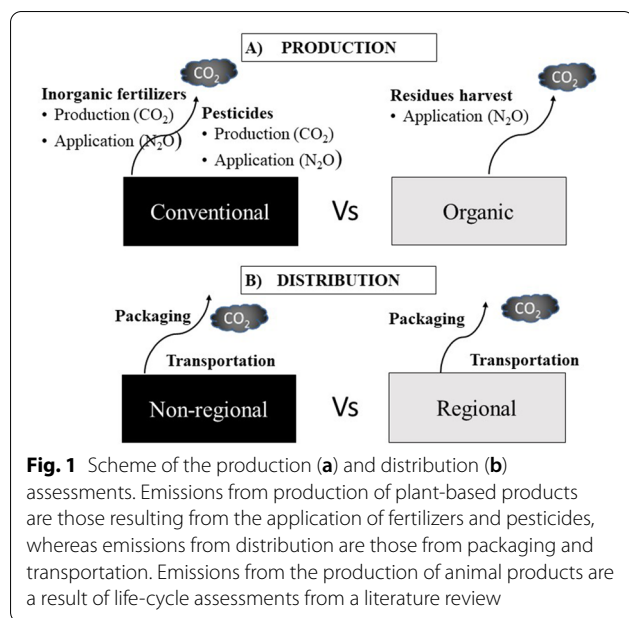 A) PRODUCTION
CO₂
CO₂
Inorganic fertilizers
• Production (CO₂)
• Application (N₂O)
Pesticides
• Production (CO₂)
• Application (N₂O)
Residues harvest
• Application (N₂O)
Conventional
Vs
Organic
B) DISTRIBUTION
Packaging
CO₂
Transportation
Packaging
CO₂
Transportation
Non-regional
Vs
Regional
Fig. 1 Scheme of the production (a) and distribution (b)
assessments. Emissions from production of plant-based products
are those resulting from the application of fertilizers and pesticides,
whereas emissions from distribution are those from packaging and
transportation. Emissions from the production of animal products are
a result of life-cycle assessments from a literature review